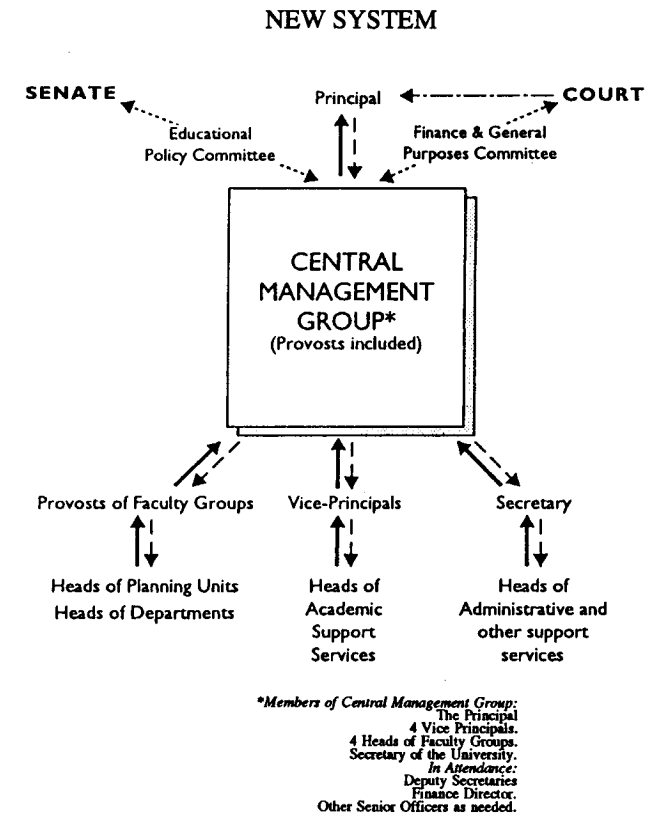 NEW SYSTEM
SENATE
Principal
COURT
Educational
Policy Committee
Finance & General
Purposes Committee
CENTRAL
MANAGEMENT
GROUP*
(Provosts included)
Provosts of Faculty Groups
Vice-Principals
Secretary
Heads of Planning Units
Heads of Departments
Heads of
Academic
Support
Services
Heads of
Administrative and
other support
services
*Members of Central Management Group:
The Principal
4 Vice Principals.
4 Heads of Faculty Groups.
Secretary of the University.
In Attendance:
Deputy Secretaries
Finance Director.
Other Senior Officers as needed.